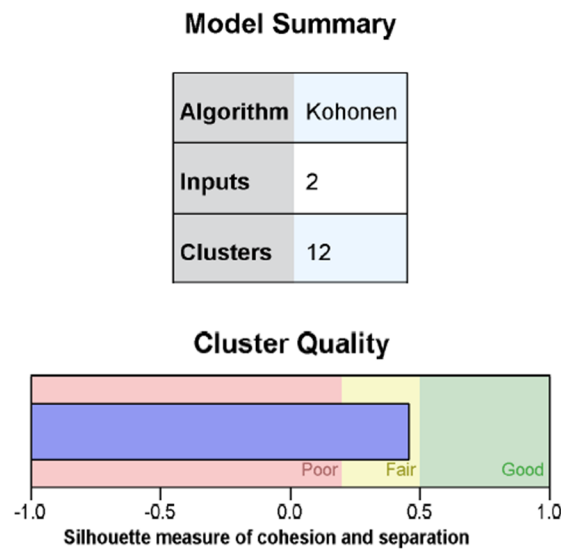 Model Summary
Algorithm Kohonen
Inputs 2
Clusters 12
Cluster Quality
Poor Fair Good
-1.0 -0.5 0.0 0.5 1.0
Silhouette measure of cohesion and separation